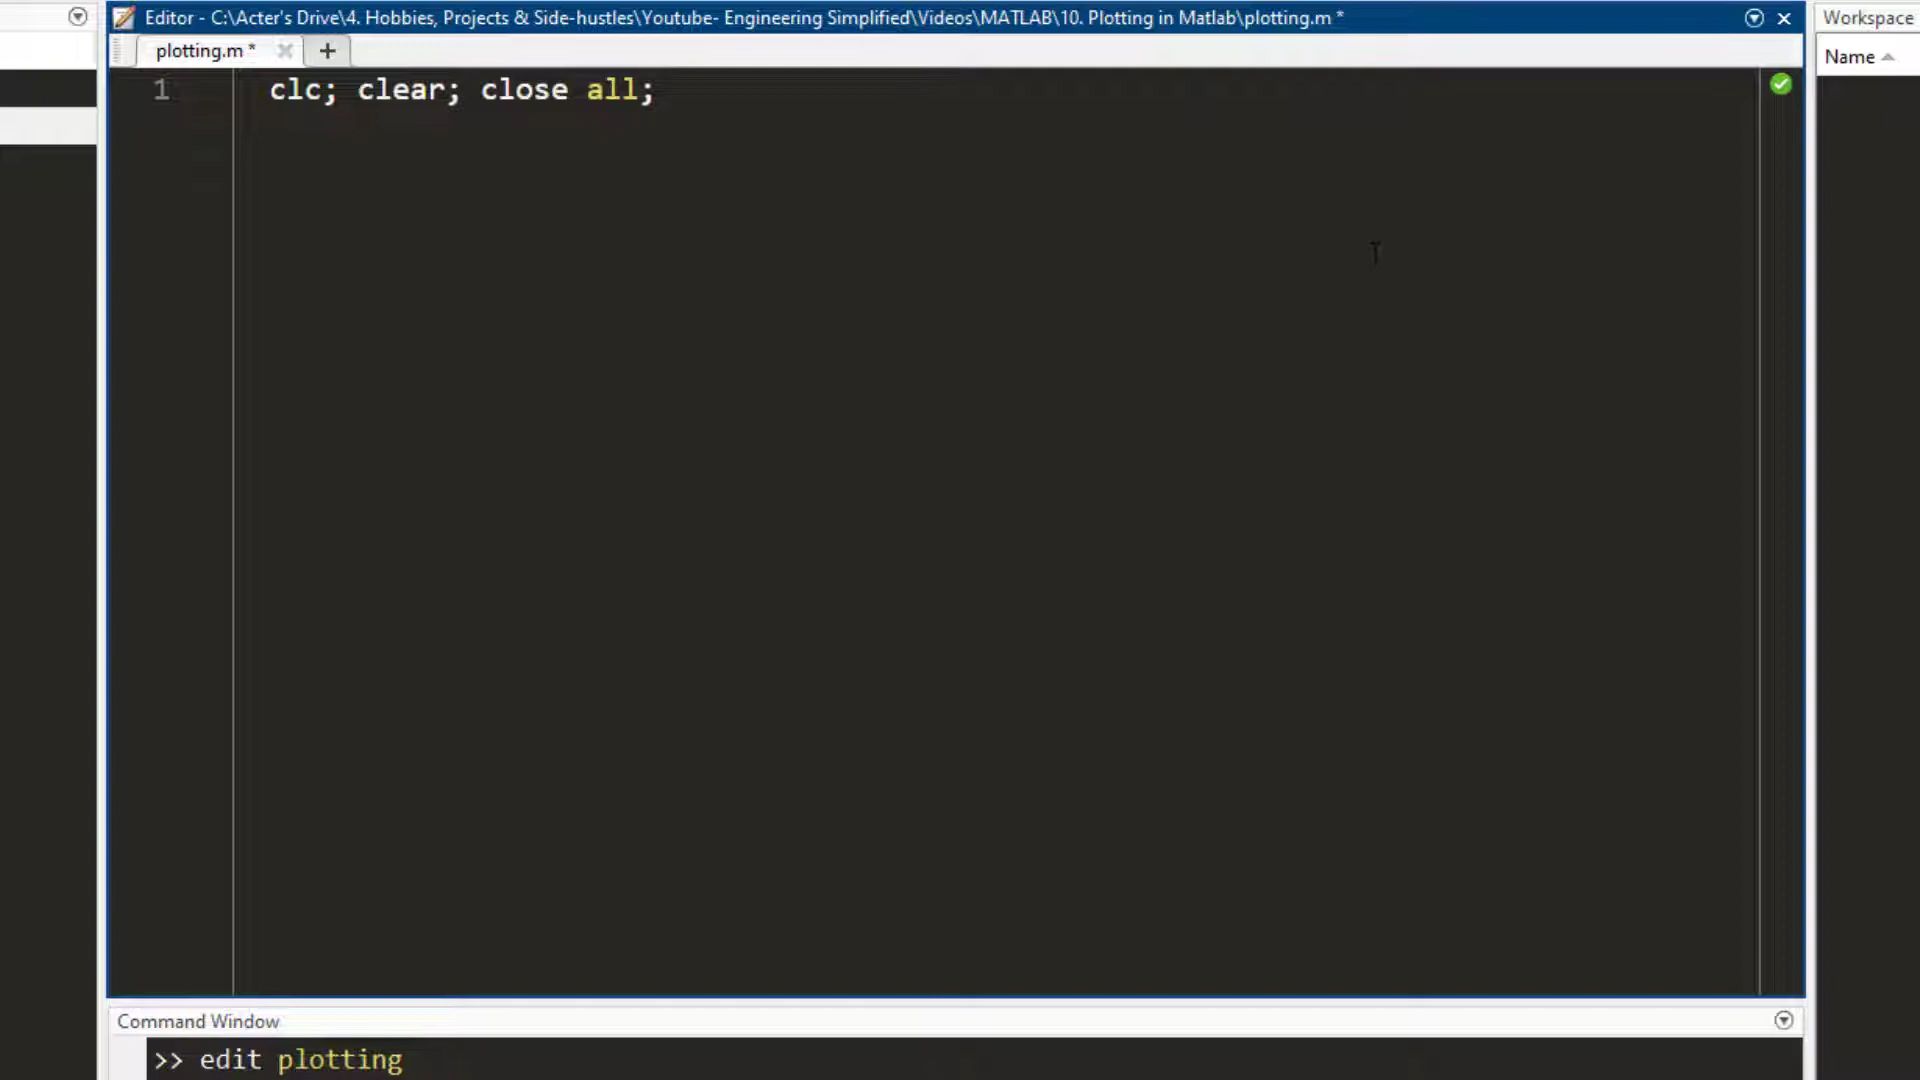 Editor - C:\Acter's Drive\4. Hobbies, Projects & Side-hustles\Youtube- Engineering Simplified\Videos\MATLAB\10. Plotting in Matlab\plotting.m *
Workspace
plotting.m *
Name
1 clc; clear; close all;
Command Window
>> edit plotting